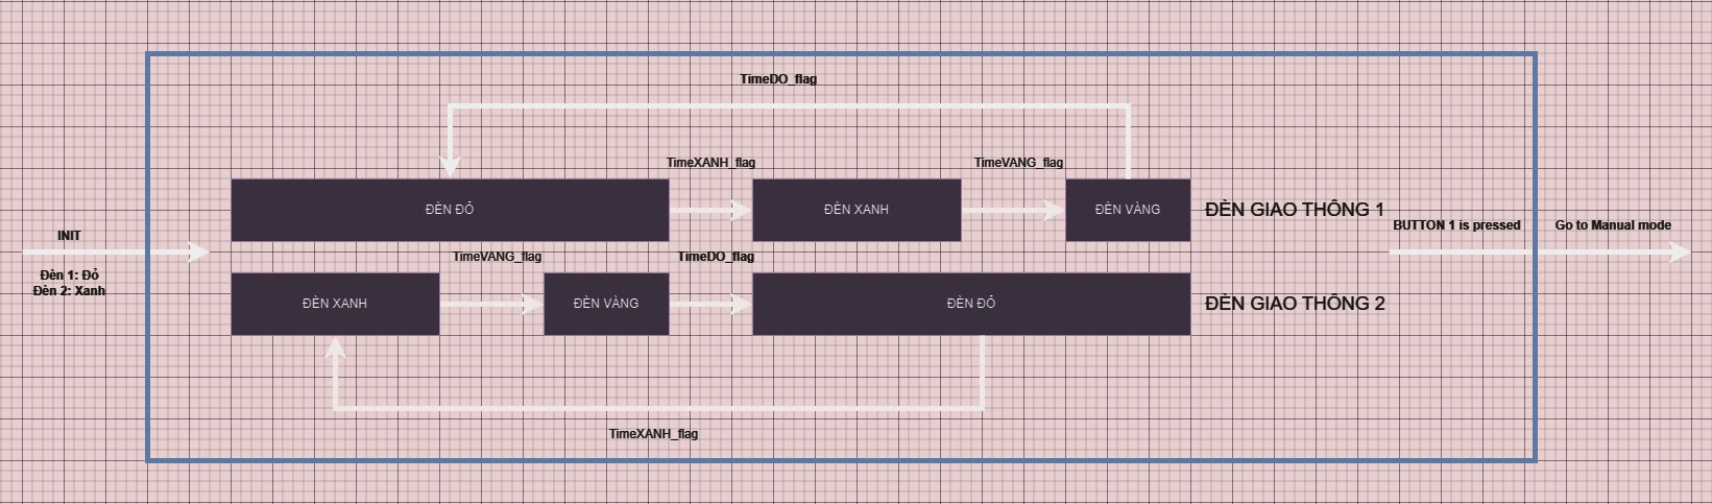 TimeDO_flag
TimeXANH_flag
TimeVANG_flag
ĐÈN ĐỎ
ĐÈN XANH
ĐÈN VÀNG
ĐÈN GIAO THÔNG 1
INIT
Đèn 1: Đỏ
Đèn 2: Xanh
BUTTON 1 is pressed
Go to Manual mode
TimeVANG_flag
TimeDO_flag
ĐÈN XANH
ĐÈN VÀNG
ĐÈN ĐỎ
ĐÈN GIAO THÔNG 2
TimeXANH_flag